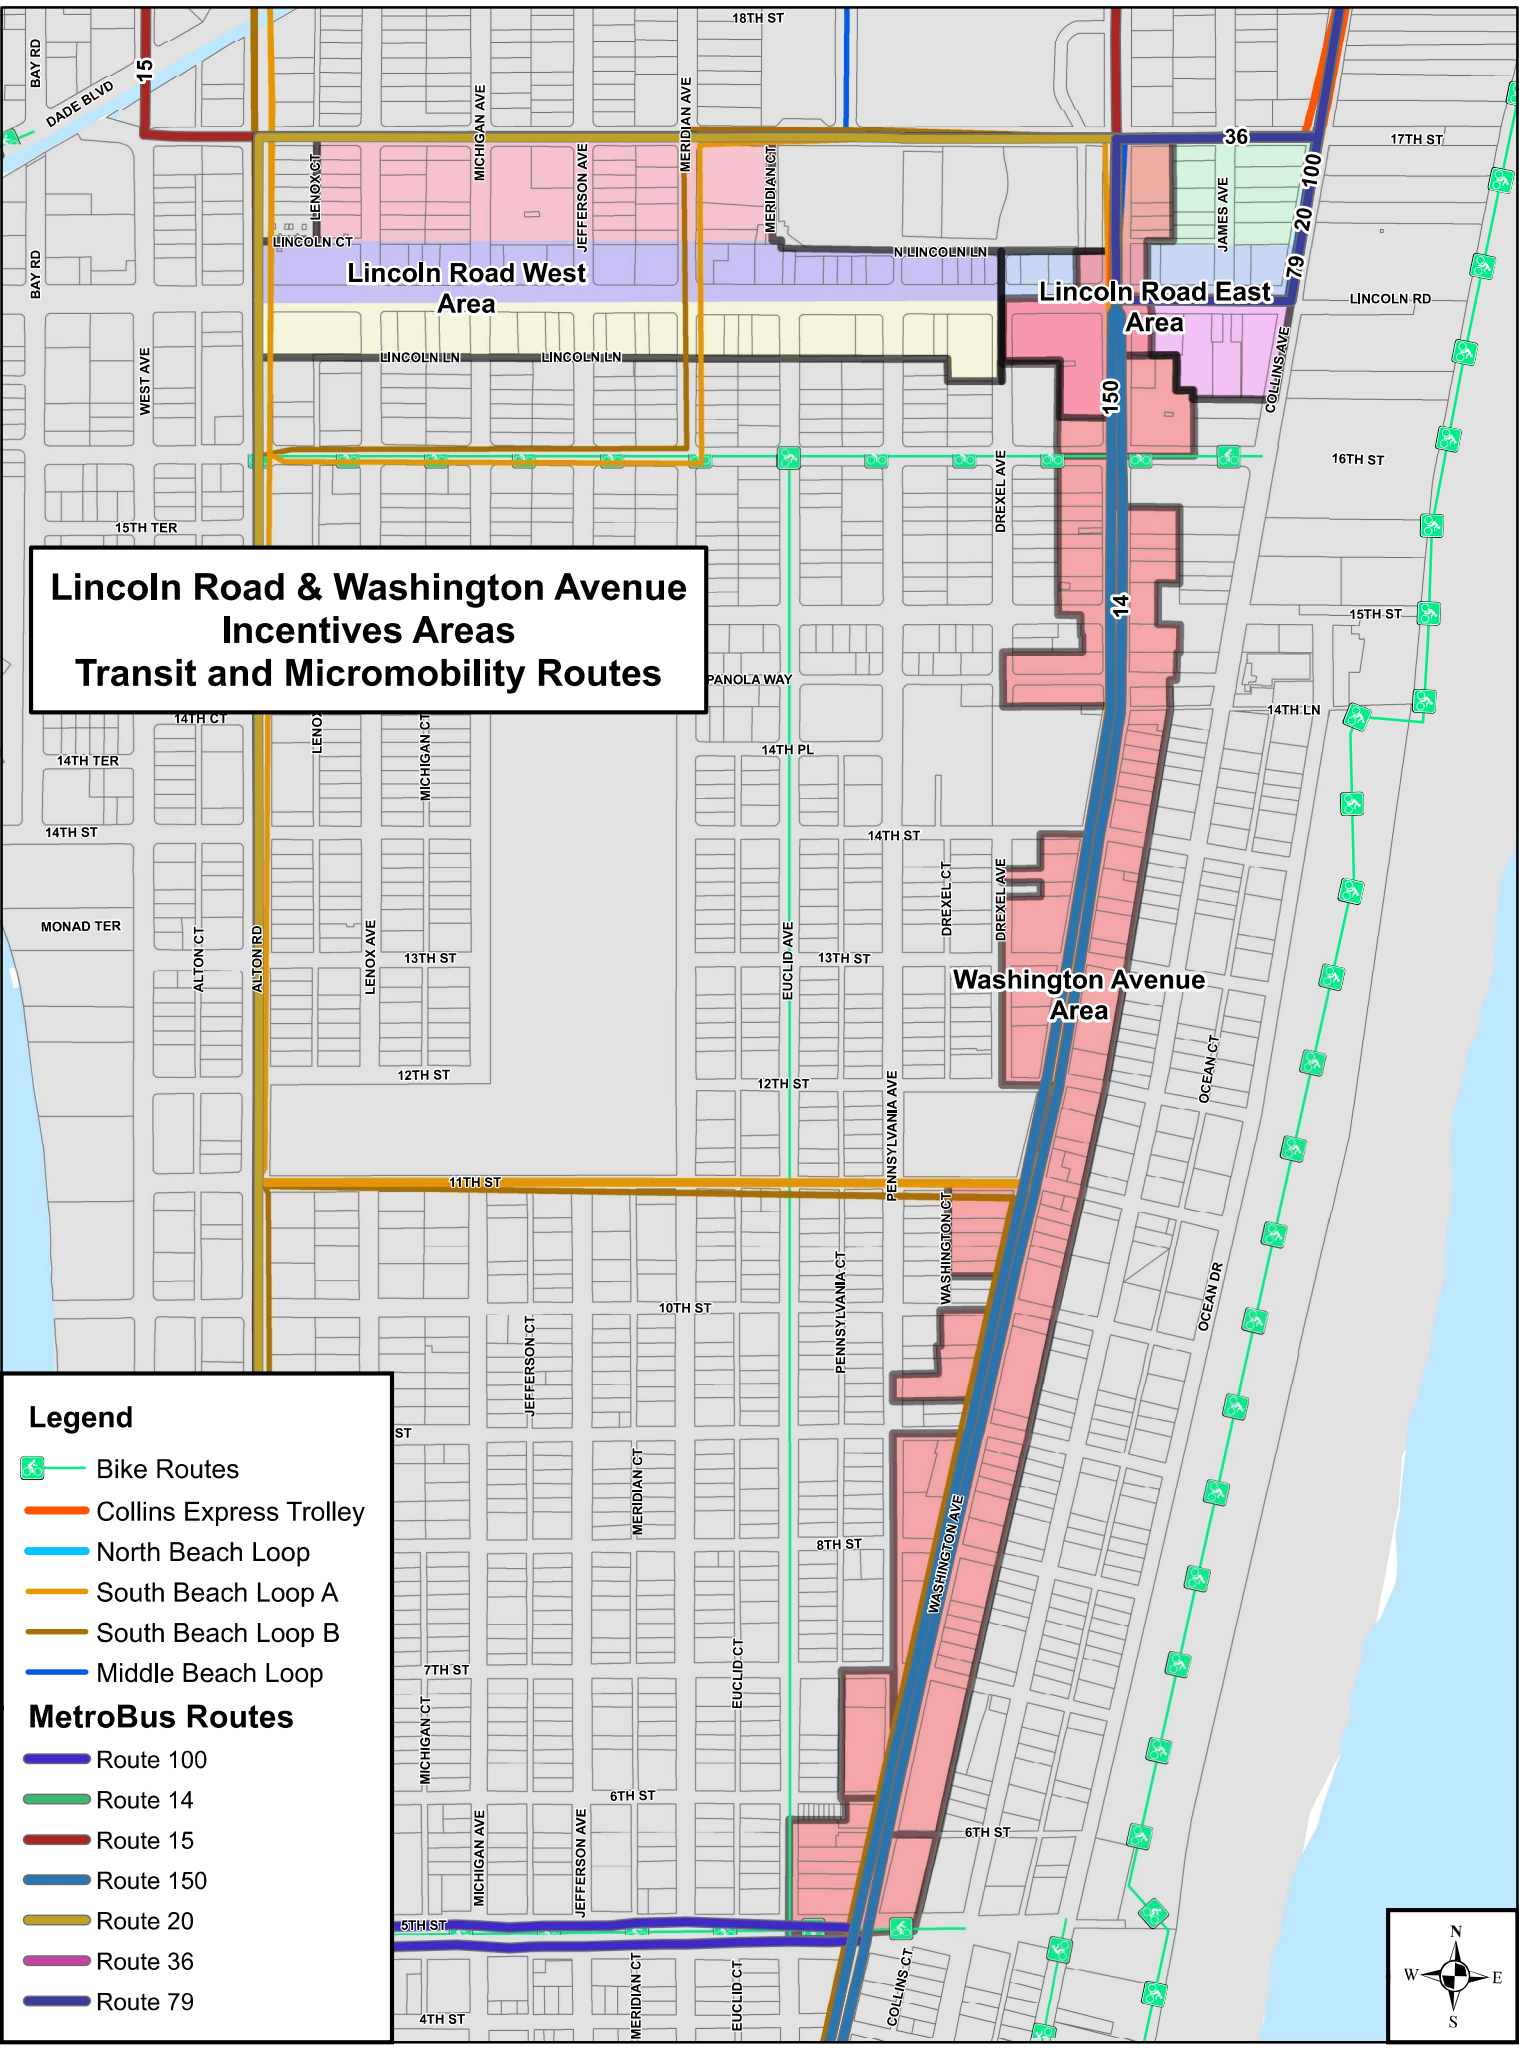 18TH ST
BAY RD
15
DADE BLVD
MICHIGAN AVE
MERIDIAN AVE
36
17TH ST
LENOX CT
JEFFERSON AVE
MERIDIAN CT
100
JAMES AVE
20
LINCOLN CT
N LINCOLN LN
BAY RD
79
Lincoln Road West
Area
Lincoln Road East
Area
LINCOLN RD
LINCOLN LN
LINCOLN LN
WEST AVE
COLLINS AVE
150
16TH ST
DREXEL AVE
15TH TER
Lincoln Road & Washington Avenue
Incentives Areas
Transit and Micromobility Routes
14
15TH ST
PANOLA WAY
14TH CT
LENOX
MICHIGAN CT
14TH LN
14TH PL
14TH TER
14TH ST
14TH ST
DREXEL CT
DREXEL AVE
MONAD TER
ALTON CT
ALTON RD
LENOX AVE
13TH ST
EUCLID AVE
13TH ST
Washington Avenue
Area
12TH ST
12TH ST
OCEAN CT
PENNSYLVANIA AVE
11TH ST
WASHINGTON CT
PENNSYLVANIA CT
OCEAN DR
10TH ST
JEFFERSON CT
ST
MERIDIAN CT
WASHINGTON AVE
8TH ST
EUCLID CT
7TH ST
MICHIGAN CT
6TH ST
6TH ST
MICHIGAN AVE
JEFFERSON AVE
5TH ST
MERIDIAN CT
EUCLID CT
COLLINS CT
4TH ST
Legend
Bike Routes
Collins Express Trolley
North Beach Loop
South Beach Loop A
South Beach Loop B
Middle Beach Loop
MetroBus Routes
Route 100
Route 14
Route 15
Route 150
Route 20
Route 36
Route 79
N
W E
S